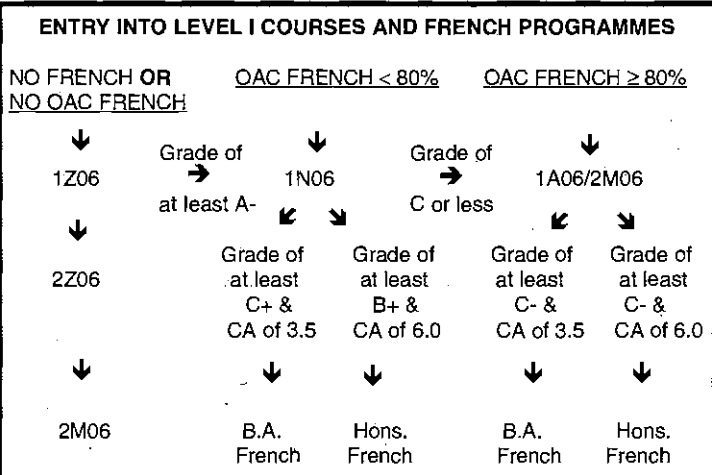 ENTRY INTO LEVEL I COURSES AND FRENCH PROGRAMMES
NO FRENCH OR
NO OAC FRENCH
OAC FRENCH < 80%
OAC FRENCH ≥ 80%
1Z06
Grade of
at least A-
1N06
Grade of
C or less
1A06/2M06
2Z06
Grade of
at least
C+ &
CA of 3.5
Grade of
at least
B+ &
CA of 6.0
Grade of
at least
C- &
CA of 3.5
Grade of
at least
C- &
CA of 6.0
2M06
B.A.
French
Hons.
French
B.A.
French
Hons.
French